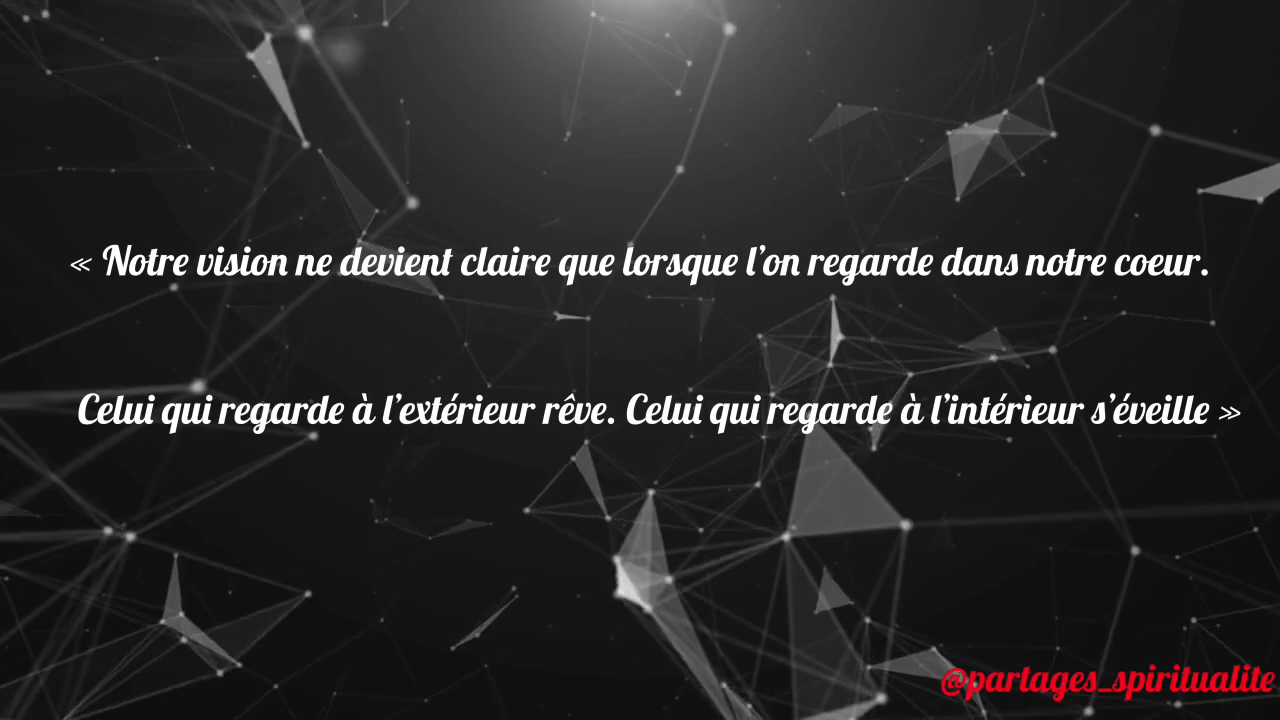 « Notre vision ne devient claire que lorsque l’on regarde dans notre coeur.
Celui qui regarde à l’extérieur rêve. Celui qui regarde à l’intérieur s’éveille »
@partages_spiritualite